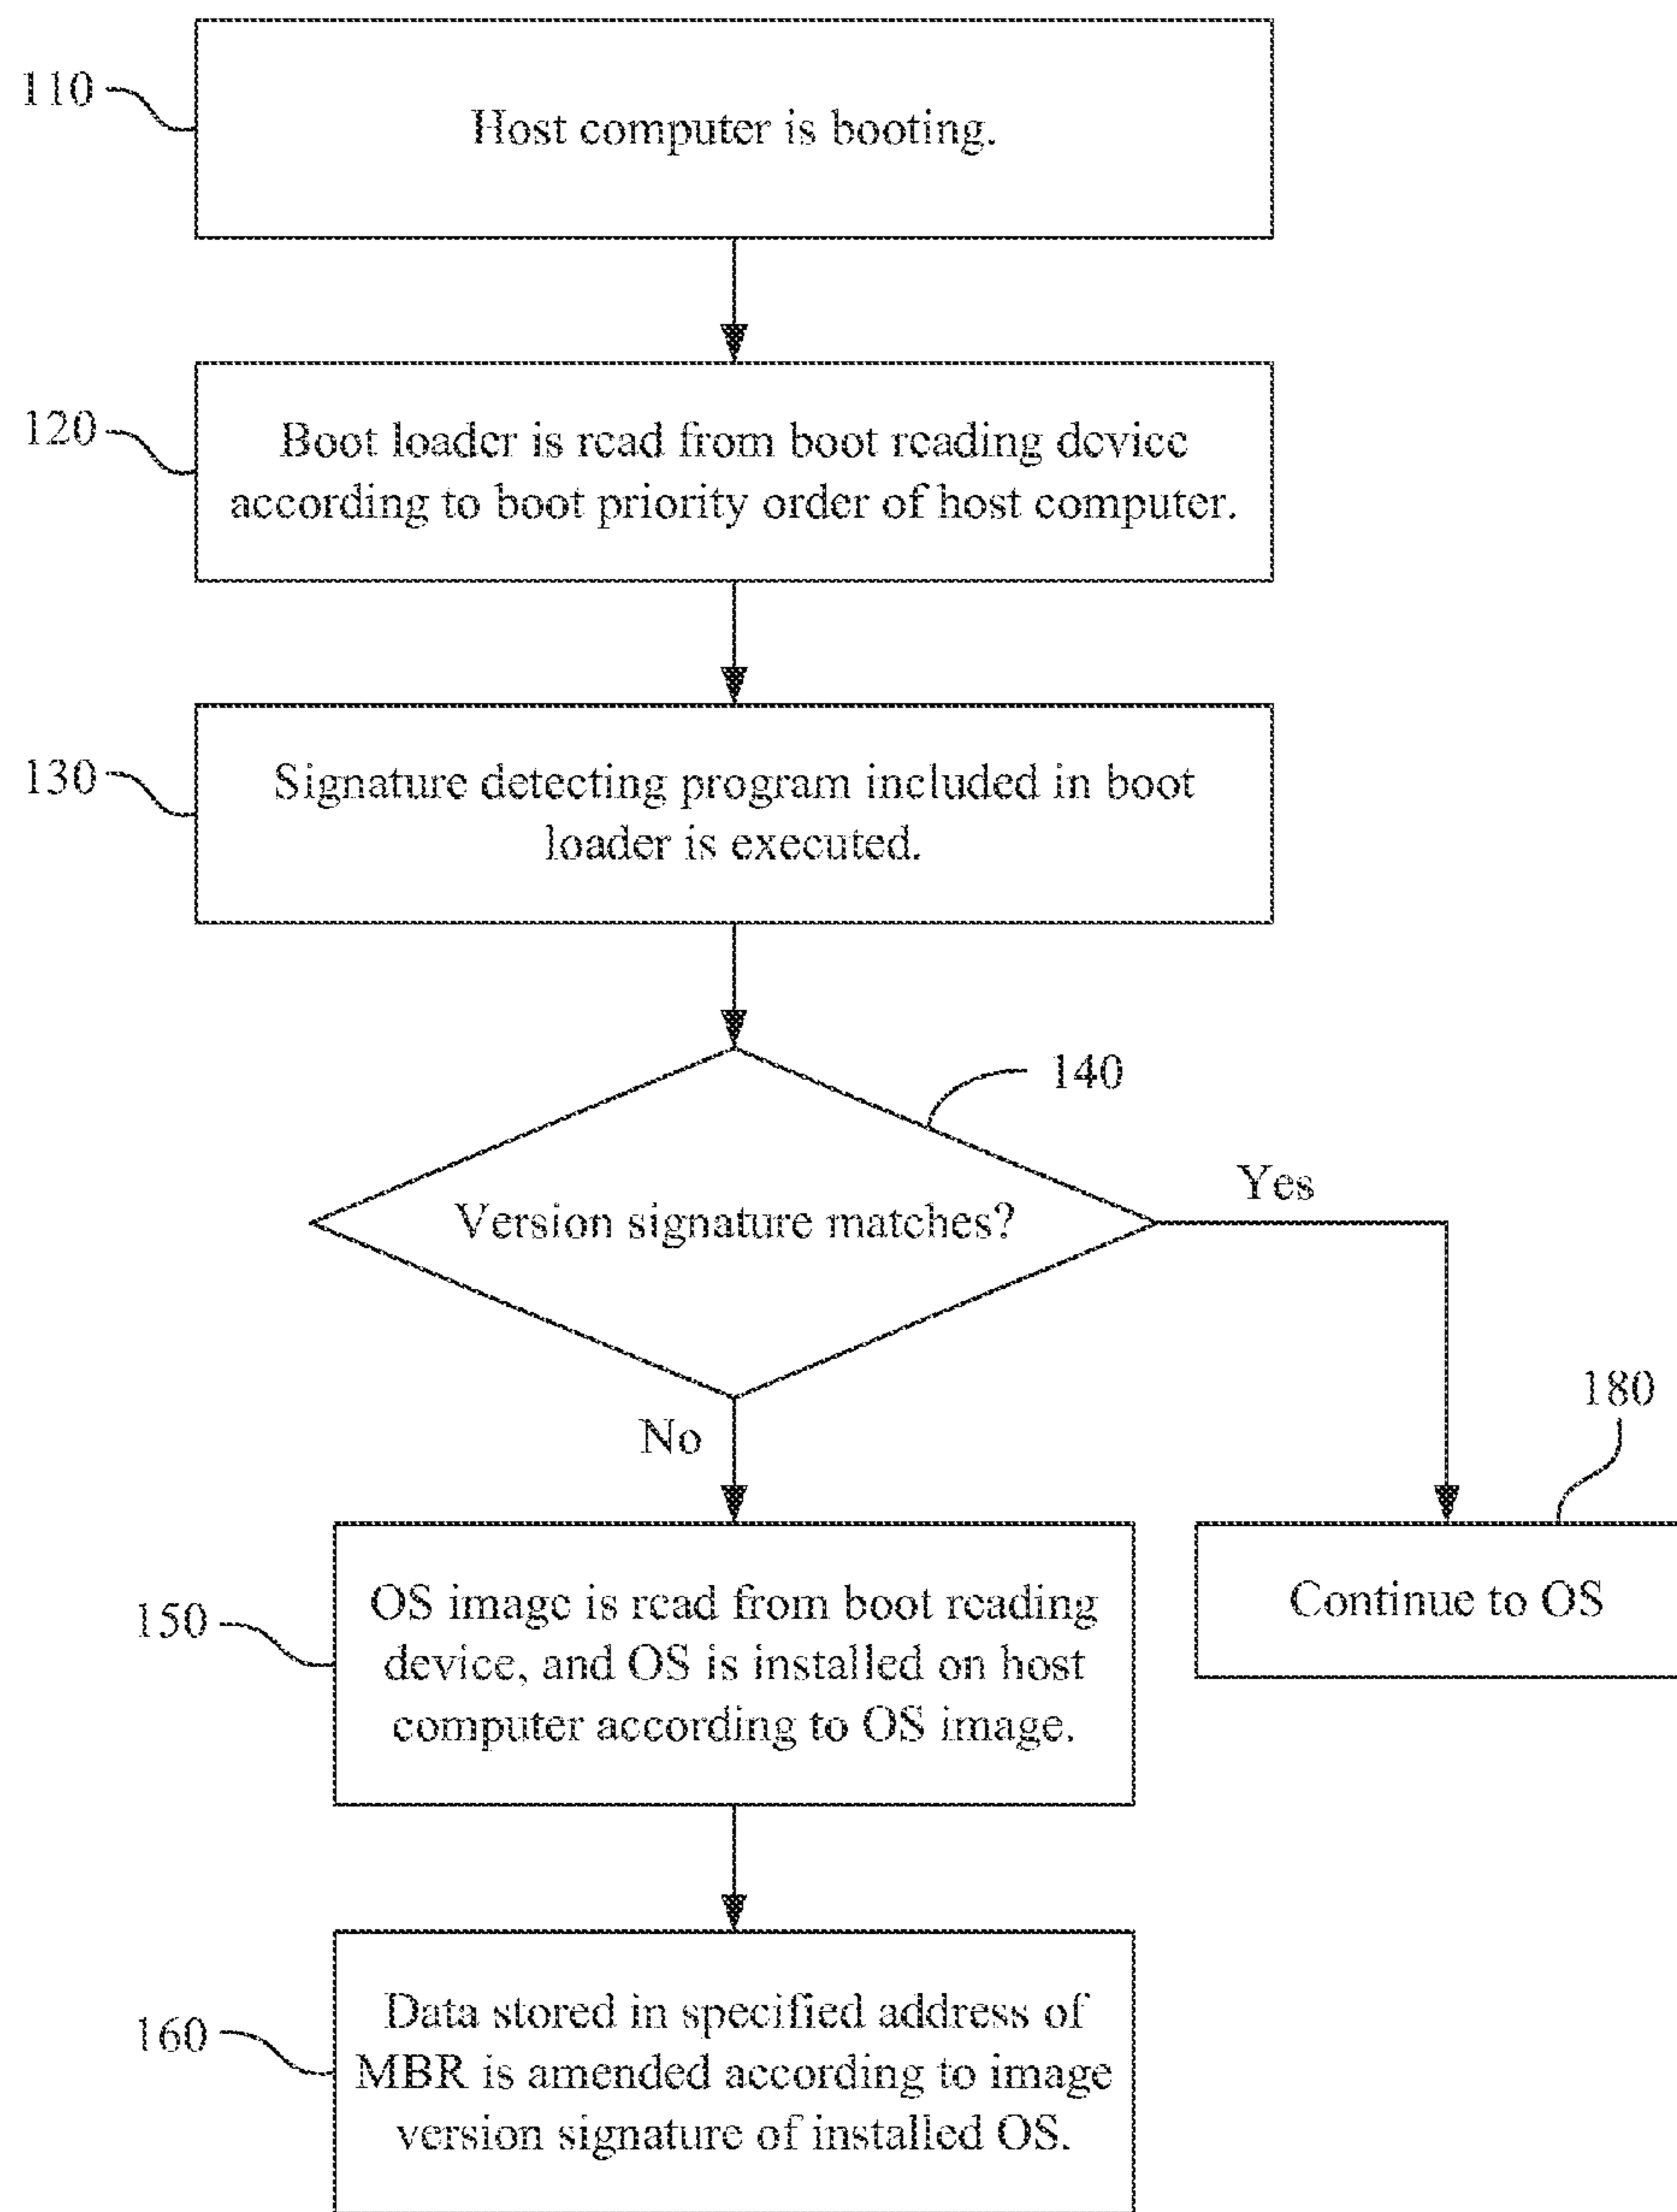 110
Host computer is booting.
120
Boot loader is read from boot reading device
according to boot priority order of host computer.
130
Signature detecting program included in boot
loader is executed.
140
Version signature matches?
Yes
No
180
150
OS image is read from boot reading
device, and OS is installed on host
computer according to OS image.
Continue to OS
160
Data stored in specified address of
MBR is amended according to image
version signature of installed OS.